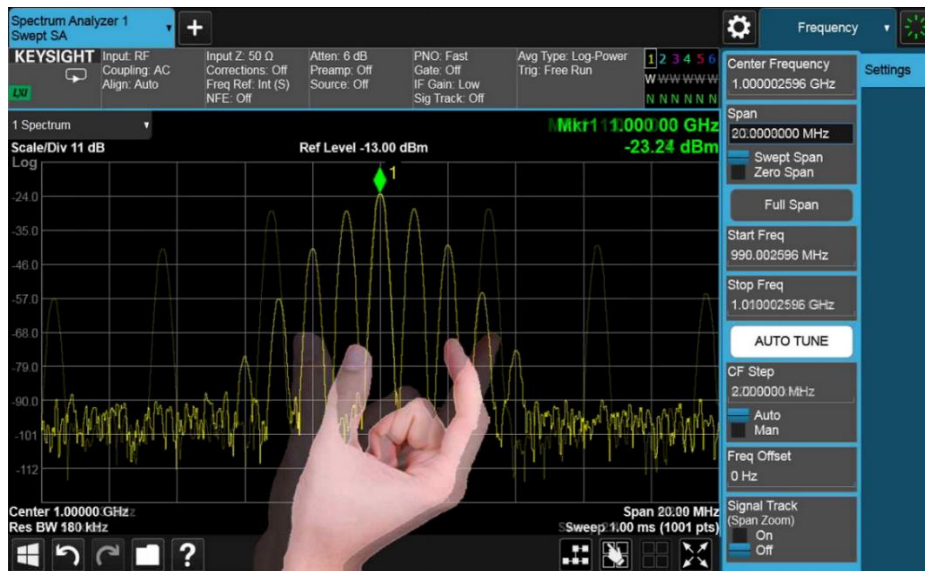 Spectrum Analyzer 1
Swept SA
+
Frequency
KEYSIGHT
LXI
Input: RF
Coupling: AC
Align: Auto
Input Z: 50 Ω
Corrections: Off
Freq Ref: Int (S)
NFE: Off
Atten: 6 dB
Preamp: Off
Source: Off
PNO: Fast
Gate: Off
IF Gain: Low
Sig Track: Off
Avg Type: Log-Power
Trig: Free Run
1 2 3 4 5 6
W W W W W W
N N N N N N
Center Frequency
1.000002596 GHz
Settings
Span
20.0000000 MHz
Swept Span
Zero Span
Full Span
Start Freq
990.002596 MHz
Stop Freq
1.010002596 GHz
AUTO TUNE
CF Step
2.000000 MHz
Auto
Man
Freq Offset
0 Hz
Signal Track
(Span Zoom)
On
Off
1 Spectrum
Scale/Div 11 dB
Ref Level -13.00 dBm
Mkr1 1.000 00 GHz
-23.24 dBm
Log
1
-24.0
-35.0
-46.0
-57.0
-68.0
-79.0
-90.0
-101
-112
Center 1.00000 GHz
Res BW 180 kHz
Span 20.00 MHz
Sweep 1.00 ms (1001 pts)
?